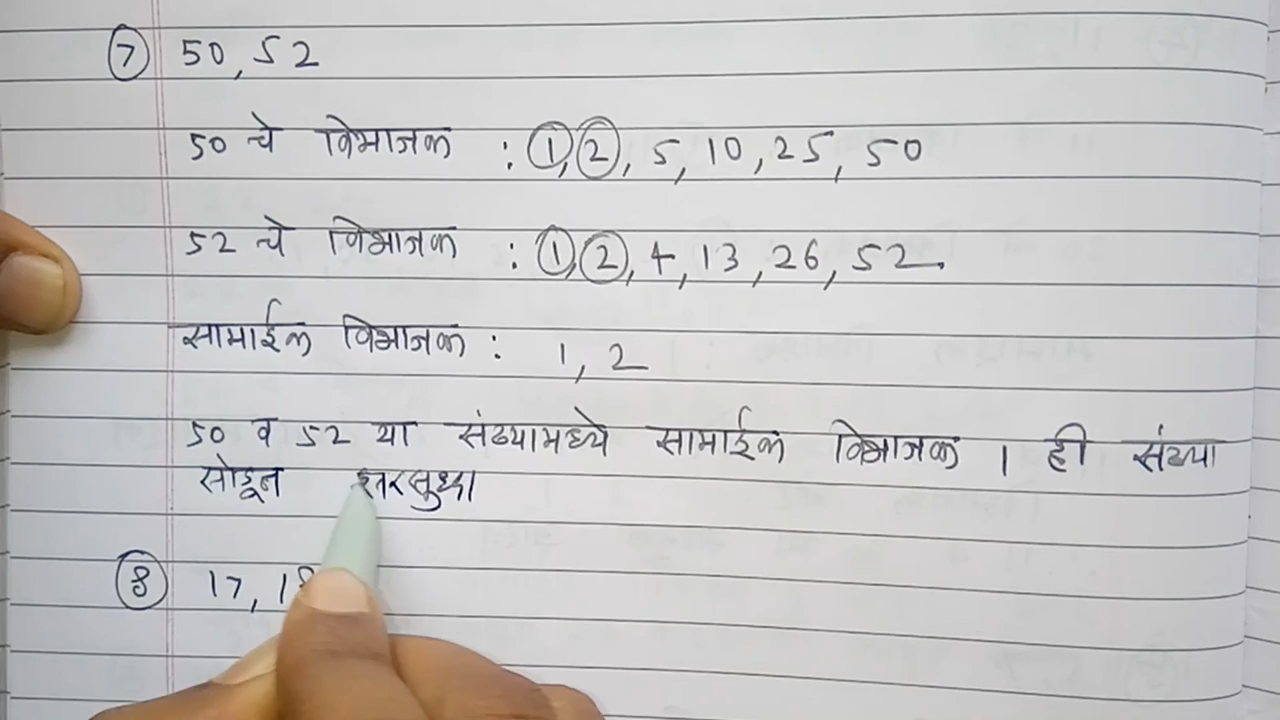 ⑦ 50, 52
50 चे विभाजक : ①, ②, 5, 10, 25, 50
52 चे विभाजक : ① ②, 4, 13, 26, 52.
सामाईक विभाजक : 1, 2
50 व 52 या संख्यामध्ये सामाईक विभाजक 1 ही संख्या
सोडून इतरसुध्दा
⑧ 17, 18